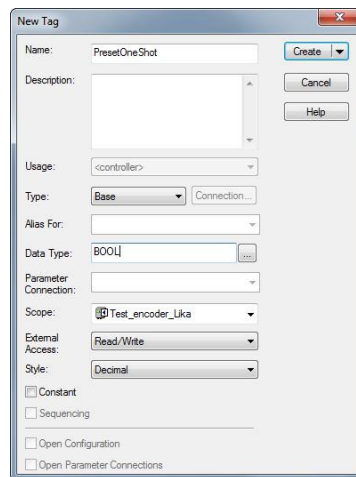 New Tag
Name: PresetOneShot Create
Description: Cancel
Help
Usage: <controller>
Type: Base Connection...
Alias For:
Data Type: BOOL ...
Parameter
Connection:
Scope: Test_encoder_Lika
External
Access: Read/Write
Style: Decimal
Constant
Sequencing
Open Configuration
Open Parameter Connections